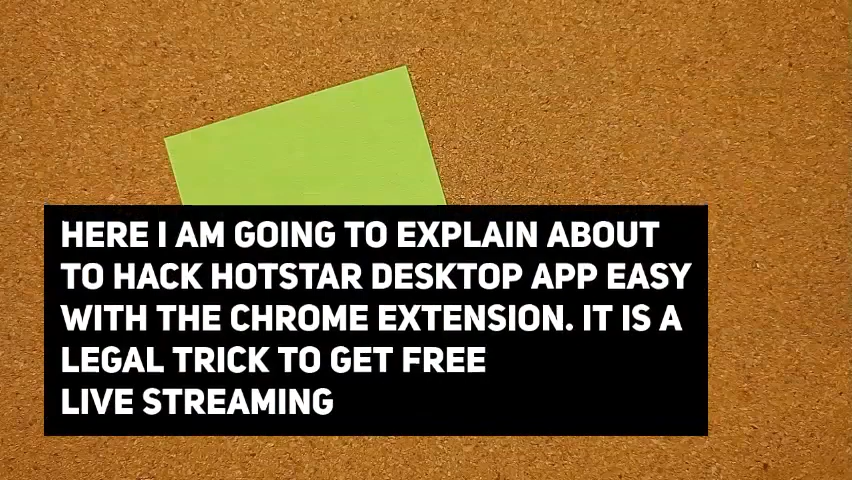 HERE I AM GOING TO EXPLAIN ABOUT
TO HACK HOTSTAR DESKTOP APP EASY
WITH THE CHROME EXTENSION. IT IS A
LEGAL TRICK TO GET FREE
LIVE STREAMING